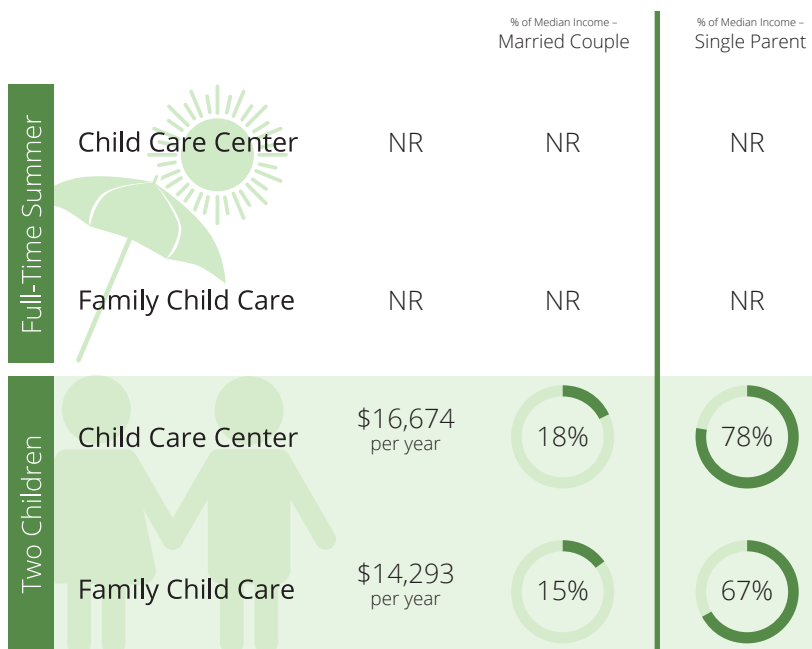 % of Median Income –
Married Couple
% of Median Income –
Single Parent
Full-Time Summer
Child Care Center
NR
NR
NR
Family Child Care
NR
NR
NR
Two Children
Child Care Center
$16,674
per year
18%
78%
Family Child Care
$14,293
per year
15%
67%